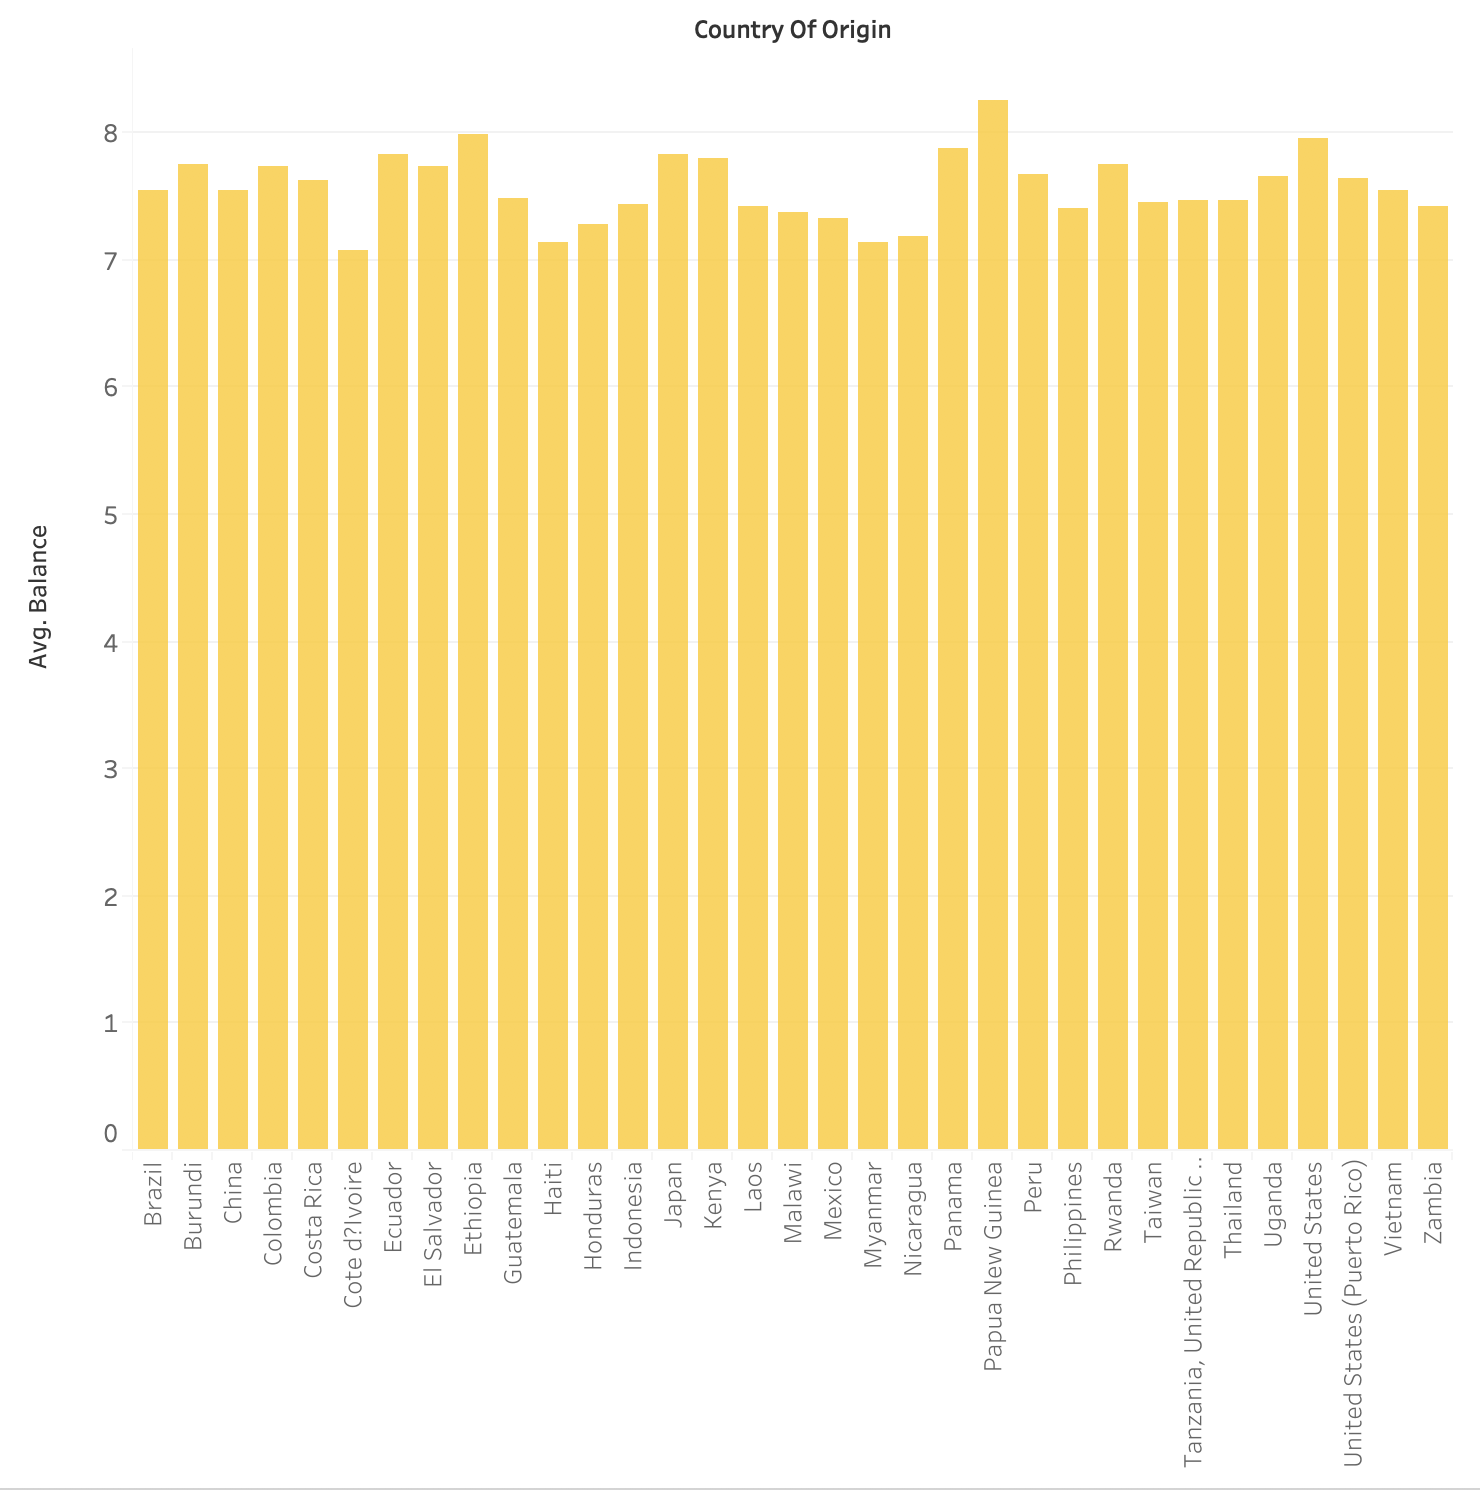 Country Of Origin
Avg. Balance
8
7
6
5
4
3
2
1
0
Brazil
Burundi
China
Colombia
Costa Rica
Cote d?Ivoire
Ecuador
El Salvador
Ethiopia
Guatemala
Haiti
Honduras
Indonesia
Japan
Kenya
Laos
Malawi
Mexico
Myanmar
Nicaragua
Panama
Papua New Guinea
Peru
Philippines
Rwanda
Taiwan
Tanzania, United Republic ..
Thailand
Uganda
United States
United States (Puerto Rico)
Vietnam
Zambia